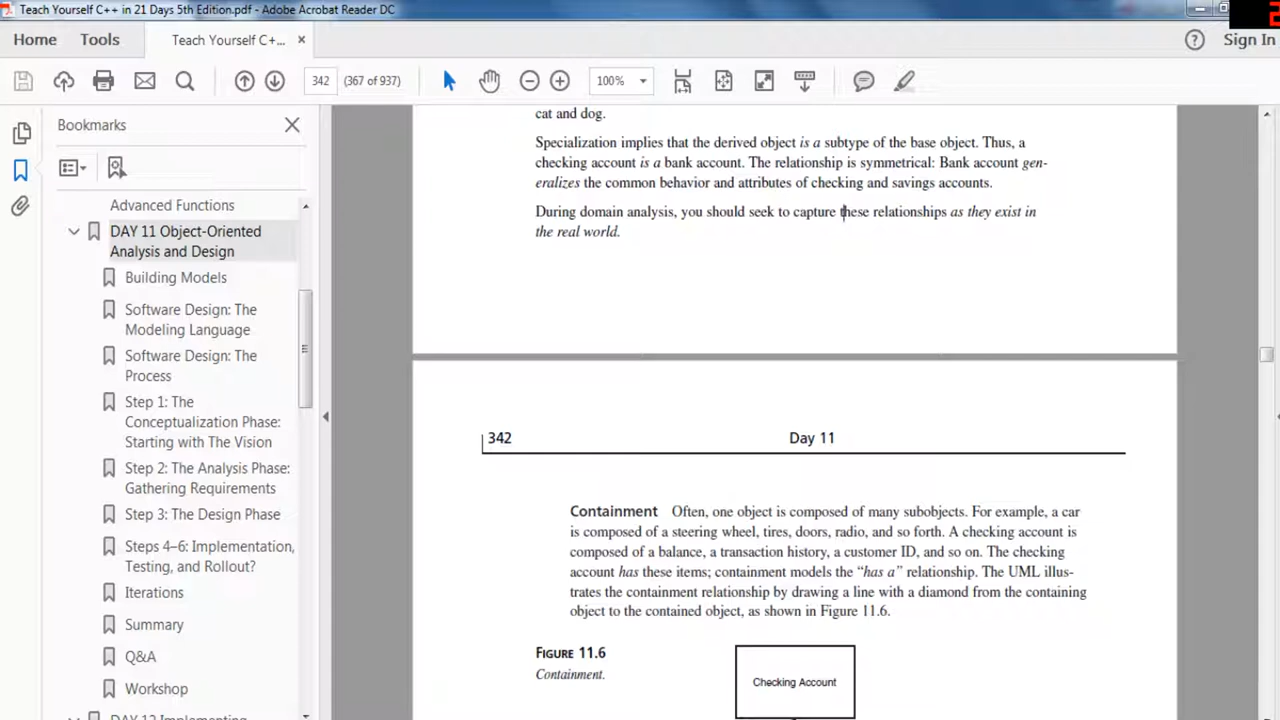 Teach Yourself C++ in 21 Days 5th Edition.pdf - Adobe Acrobat Reader DC
Home Tools Teach Yourself C++... ×
Sign In
342 (367 of 937) 100%
Bookmarks
Advanced Functions
DAY 11 Object-Oriented
Analysis and Design
Building Models
Software Design: The
Modeling Language
Software Design: The
Process
Step 1: The
Conceptualization Phase:
Starting with The Vision
Step 2: The Analysis Phase:
Gathering Requirements
Step 3: The Design Phase
Steps 4–6: Implementation,
Testing, and Rollout?
Iterations
Summary
Q&A
Workshop
DAY 12 Implementing
cat and dog.
Specialization implies that the derived object is a subtype of the base object. Thus, a
checking account is a bank account. The relationship is symmetrical: Bank account gen-
eralizes the common behavior and attributes of checking and savings accounts.
During domain analysis, you should seek to capture these relationships as they exist in
the real world.
342 Day 11
Containment Often, one object is composed of many subobjects. For example, a car
is composed of a steering wheel, tires, doors, radio, and so forth. A checking account is
composed of a balance, a transaction history, a customer ID, and so on. The checking
account has these items; containment models the “has a” relationship. The UML illus-
trates the containment relationship by drawing a line with a diamond from the containing
object to the contained object, as shown in Figure 11.6.
FIGURE 11.6
Containment.
Checking Account